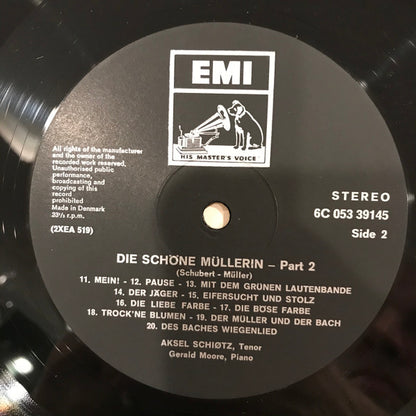 EMI
HIS MASTER'S VOICE
All rights of the manufacturer
and the owner of the
recorded work reserved.
Unauthorised public
performance,
broadcasting and
copying of this
record
prohibited
Made in Denmark
33⅓ r.p.m.
(2XEA 519)
STEREO
6C 053 39145
Side 2
DIE SCHÖNE MÜLLERIN – Part 2
(Schubert - Müller)
11. MEIN! - 12. PAUSE - 13. MIT DEM GRÜNEN LAUTENBANDE
14. DER JÄGER - 15. EIFERSUCHT UND STOLZ
16. DIE LIEBE FARBE - 17. DIE BÖSE FARBE
18. TROCK'NE BLUMEN - 19. DER MÜLLER UND DER BACH
20. DES BACHES WIEGENLIED
AKSEL SCHIØTZ, Tenor
Gerald Moore, Piano